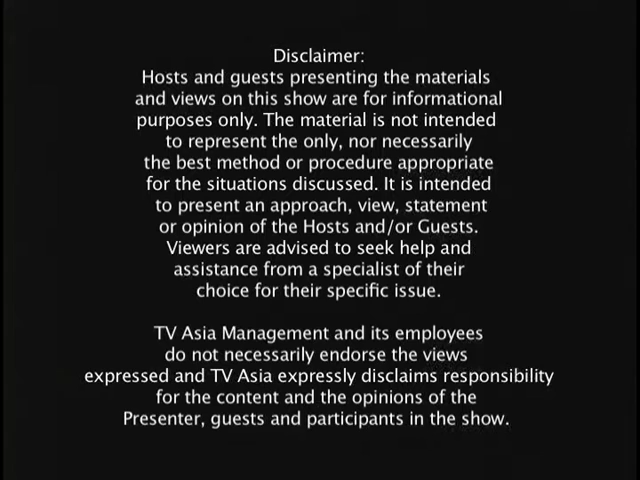 Disclaimer:
Hosts and guests presenting the materials
and views on this show are for informational
purposes only. The material is not intended
to represent the only, nor necessarily
the best method or procedure appropriate
for the situations discussed. It is intended
to present an approach, view, statement
or opinion of the Hosts and/or Guests.
Viewers are advised to seek help and
assistance from a specialist of their
choice for their specific issue.
TV Asia Management and its employees
do not necessarily endorse the views
expressed and TV Asia expressly disclaims responsibility
for the content and the opinions of the
Presenter, guests and participants in the show.